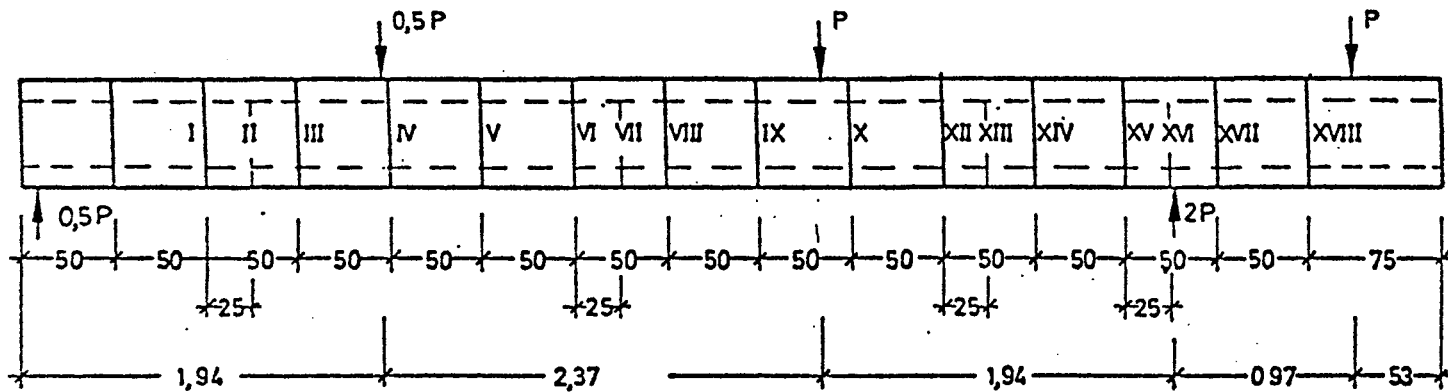 0,5 P P P
I II III IV V VI VII VIII IX X XII XIII XIV XV XVI XVII XVIII
0,5 P 2P
50 50 50 50 50 50 50 50 50 50 50 50 50 50 75
25 25 25 25
1,94 2,37 1,94 0 97 53